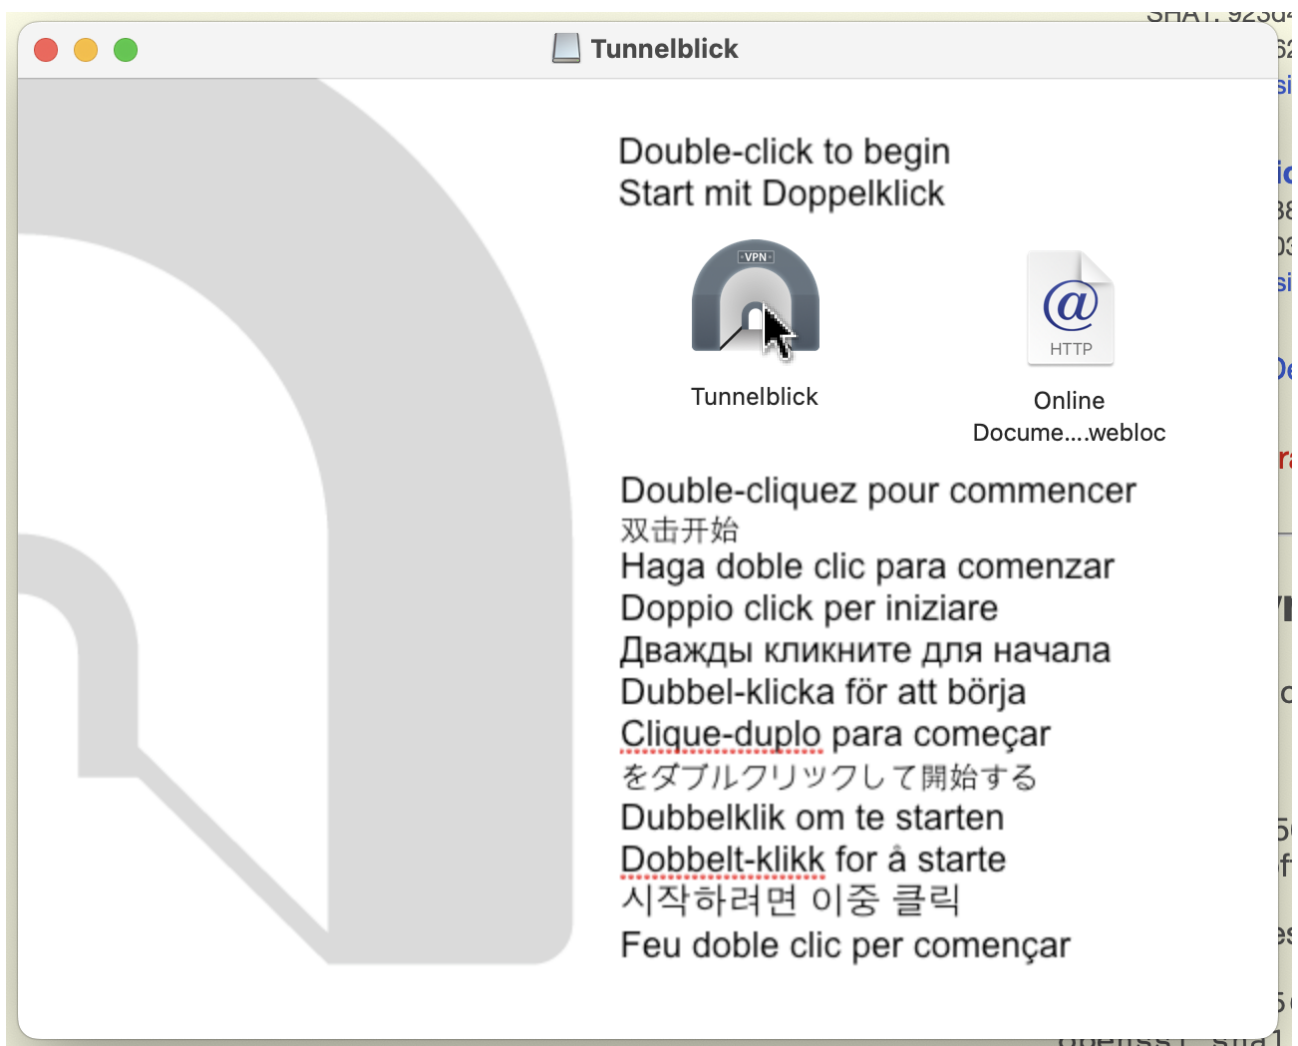 SHA1: 923d4
Tunnelblick
Double-click to begin
Start mit Doppelklick
VPN
@
HTTP
Tunnelblick
Online
Docume....webloc
Double-cliquez pour commencer
双击开始
Haga doble clic para comenzar
Doppio click per iniziare
Дважды кликните для начала
Dubbel-klicka för att börja
Clique-duplo para começar
をダブルクリックして開始する
Dubbelklik om te starten
Dobbelt-klikk for å starte
시작하려면 이중 클릭
Feu doble clic per començar
openssl sha1